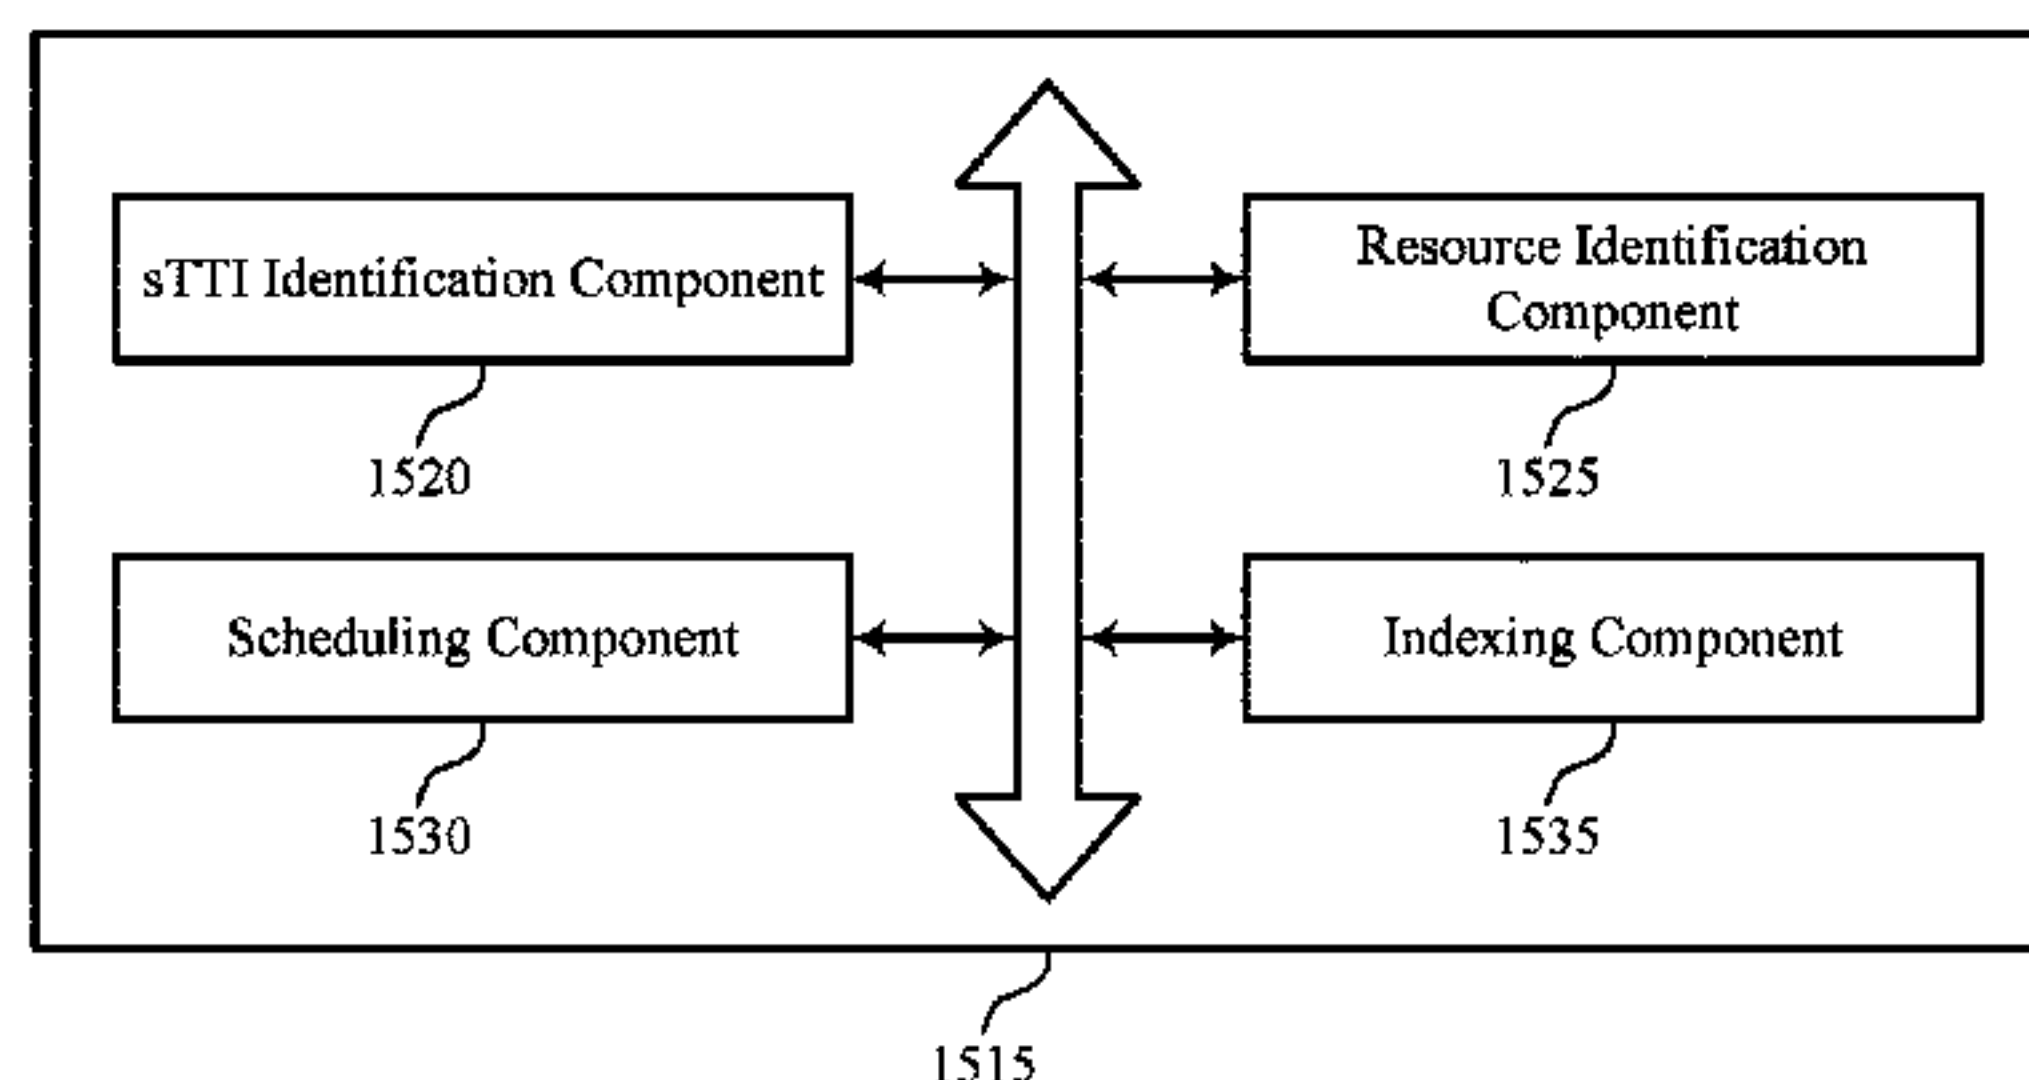 sTTI Identification Component
Resource Identification
Component
1520
1525
Scheduling Component
Indexing Component
1530
1535
1515